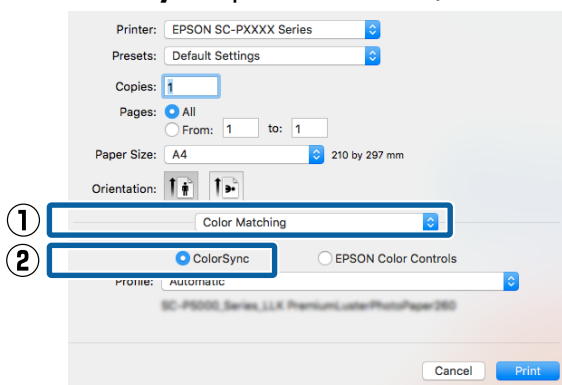 Printer: EPSON SC-PXXXX Series
Presets: Default Settings
Copies: 1
Pages: All
From: 1 to: 1
Paper Size: A4 210 by 297 mm
Orientation:
① Color Matching
② ColorSync EPSON Color Controls
Profile: Automatic
SC-P5000_Series_LLK PremiumLusterPhotoPaper260
Cancel Print